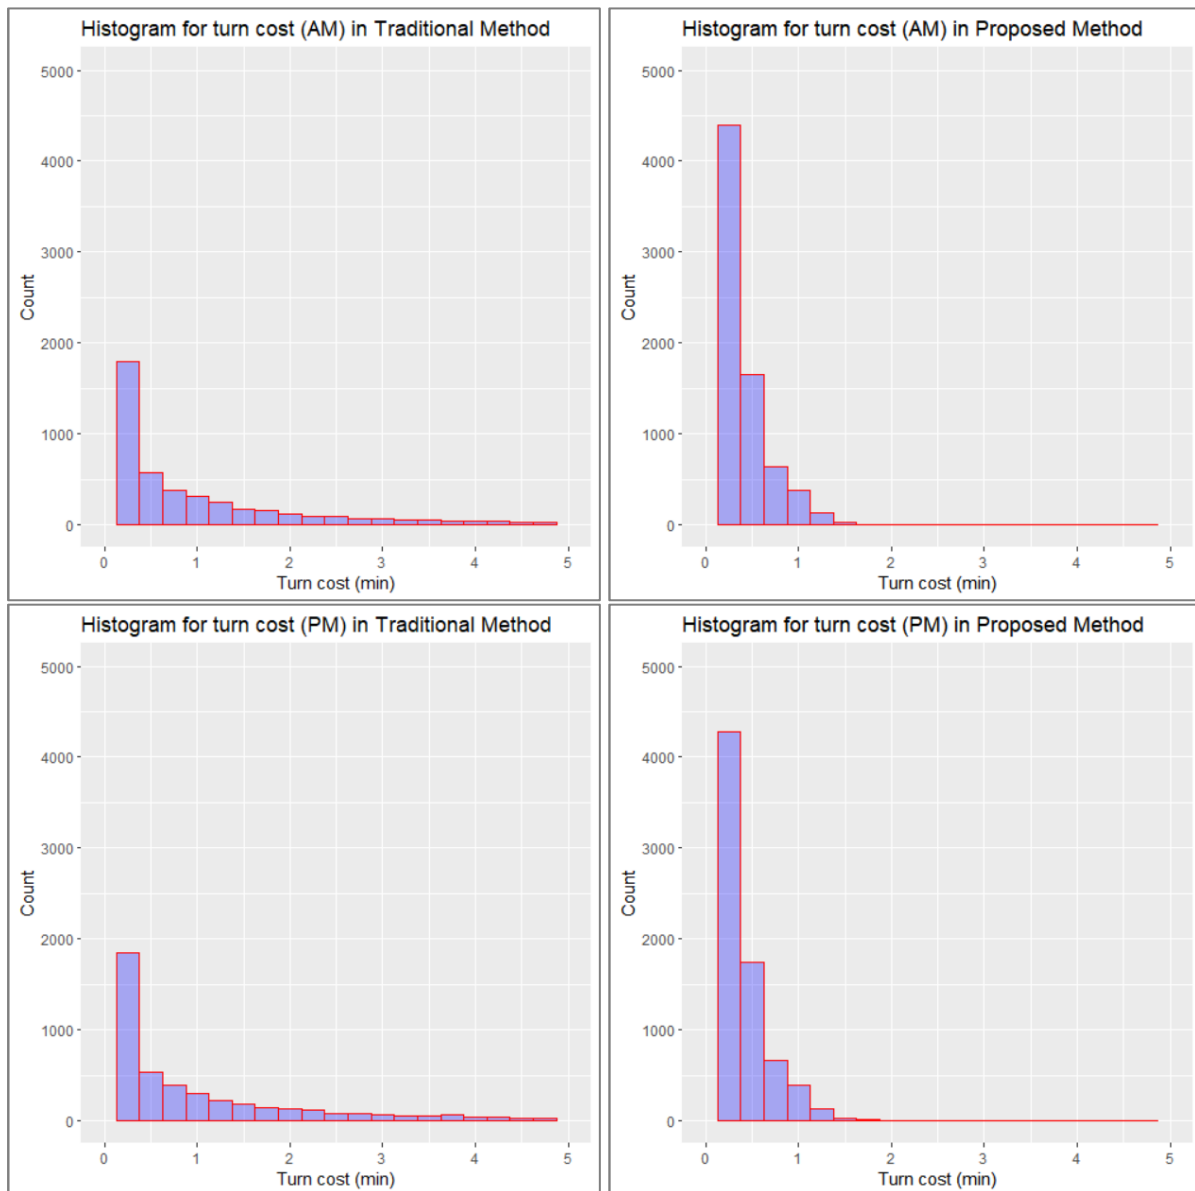 Histogram for turn cost (AM) in Traditional Method
5000
4000
3000
2000
1000
0
Count
0 1 2 3 4 5
Turn cost (min)
Histogram for turn cost (AM) in Proposed Method
5000
4000
3000
2000
1000
0
Count
0 1 2 3 4 5
Turn cost (min)
Histogram for turn cost (PM) in Traditional Method
5000
4000
3000
2000
1000
0
Count
0 1 2 3 4 5
Turn cost (min)
Histogram for turn cost (PM) in Proposed Method
5000
4000
3000
2000
1000
0
Count
0 1 2 3 4 5
Turn cost (min)